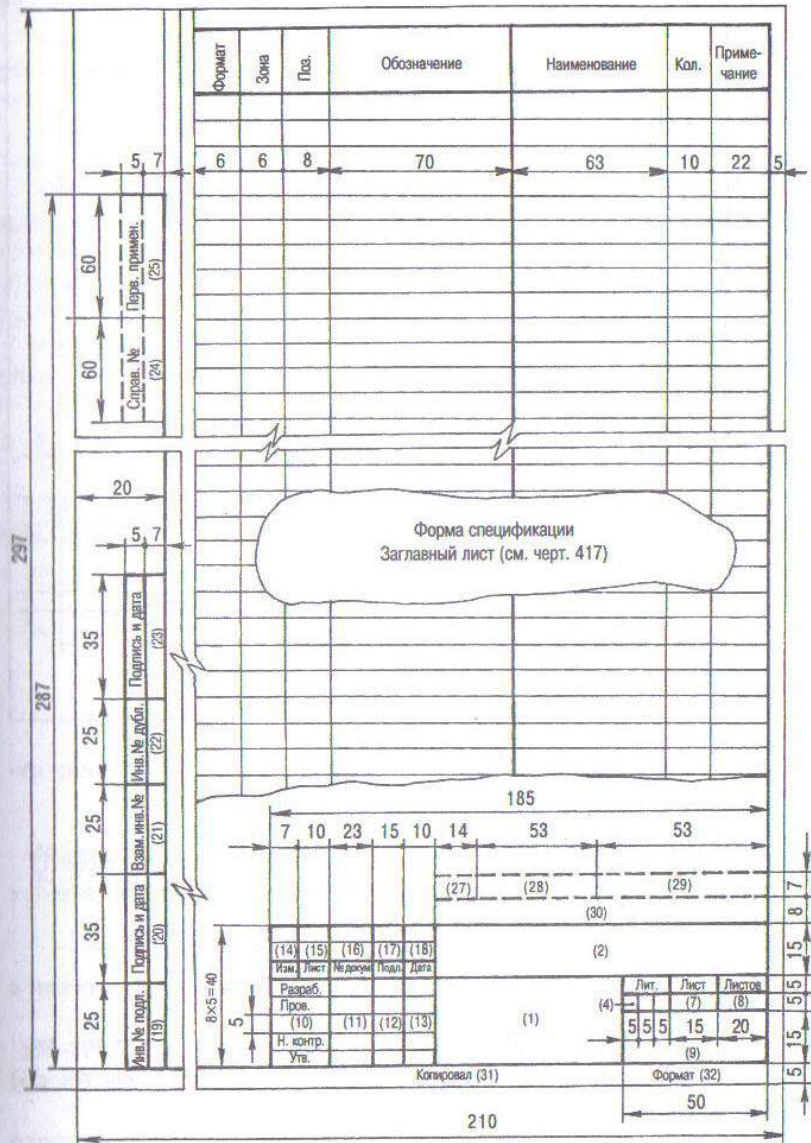 Формат Зона Поз. Обозначение Наименование Кол. Приме-
чание
5 7 6 6 8 70 63 10 22 5
60 Перв. примен. (25)
60 Справ. № (24)
20
5 7
297
287
Форма спецификации
Заглавный лист (см. черт. 417)
35 Подпись и дата (23)
25 Инв.№ дубл. (22)
25 Взам. инв.№ (21)
35 Подпись и дата (20)
25 Инв.№ подл. (19)
185
7 10 23 15 10 14 53 53
(27) (28) (29) 7
(30) 8
(14) (15) (16) (17) (18) (2) 15
Изм. Лист № докум. Подп. Дата
Разраб. Лит. Лист Листов 5
Пров. (4) (7) (8) 5
8×5=40
5 (10) (11) (12) (13) (1) 5 5 5 15 20 15
Н. контр. (9)
Утв.
Копировал (31) Формат (32) 5
50
210